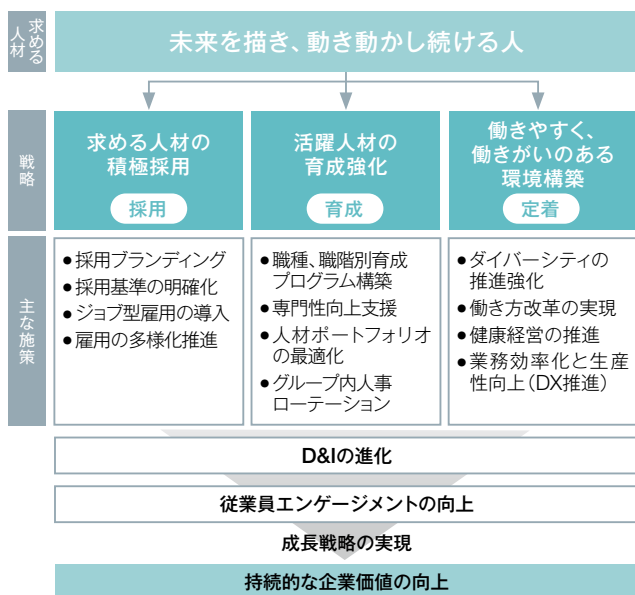 求める
人材
未来を描き、動き動かし続ける人
戦略
求める人材の
積極採用
採用
活躍人材の
育成強化
育成
働きやすく、
働きがいのある
環境構築
定着
主な施策
●採用ブランディング
●採用基準の明確化
●ジョブ型雇用の導入
●雇用の多様化推進
●職種、職階別育成
プログラム構築
●専門性向上支援
●人材ポートフォリオ
の最適化
●グループ内人事
ローテーション
●ダイバーシティの
推進強化
●働き方改革の実現
●健康経営の推進
●業務効率化と生産
性向上(DX推進)
D&Iの進化
従業員エンゲージメントの向上
成長戦略の実現
持続的な企業価値の向上